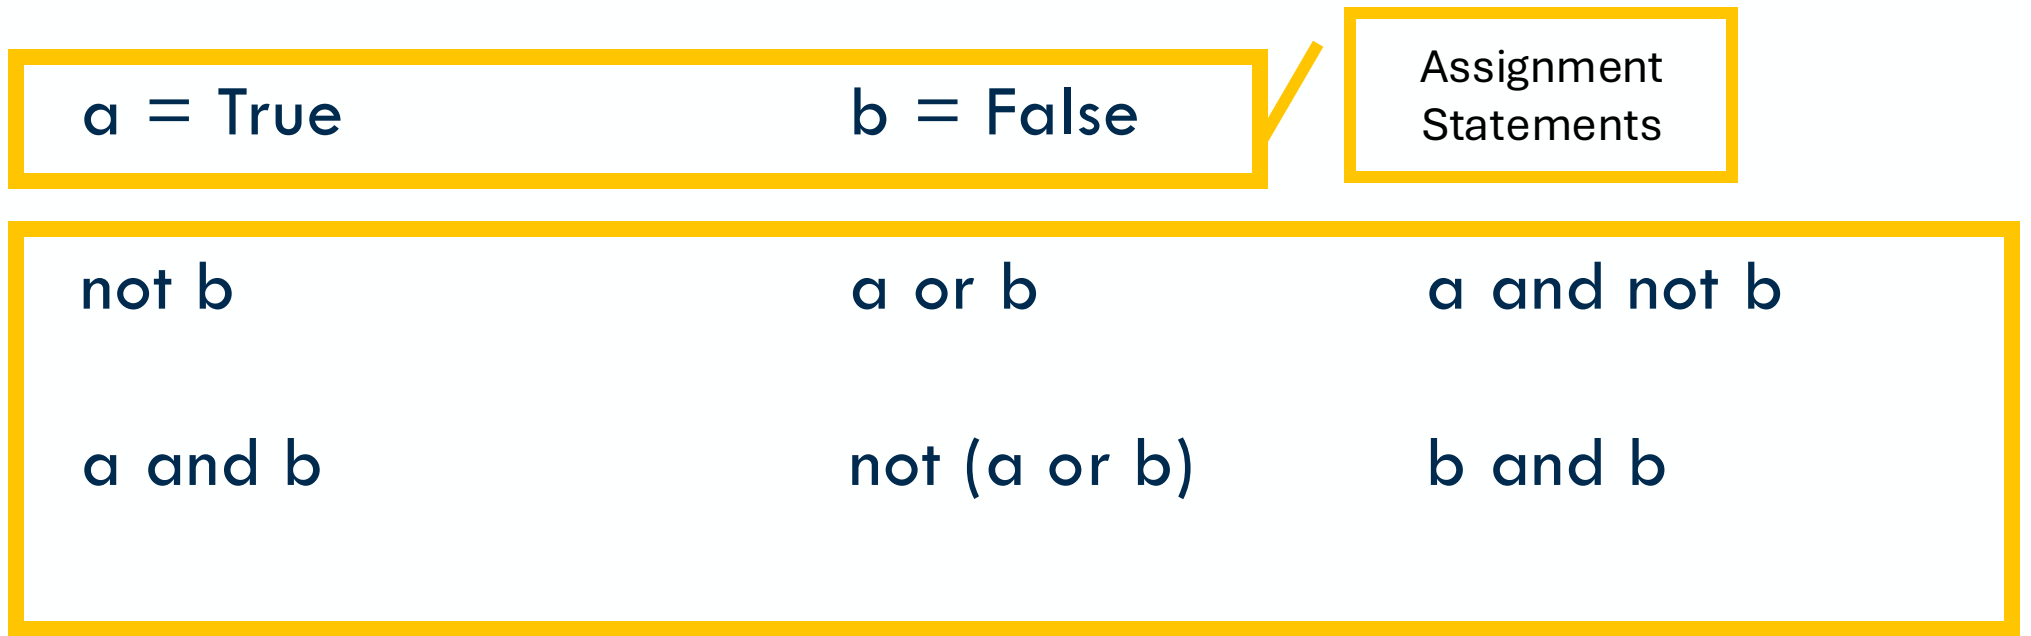 a = True b = False
Assignment
Statements
not b a or b a and not b
a and b not (a or b) b and b